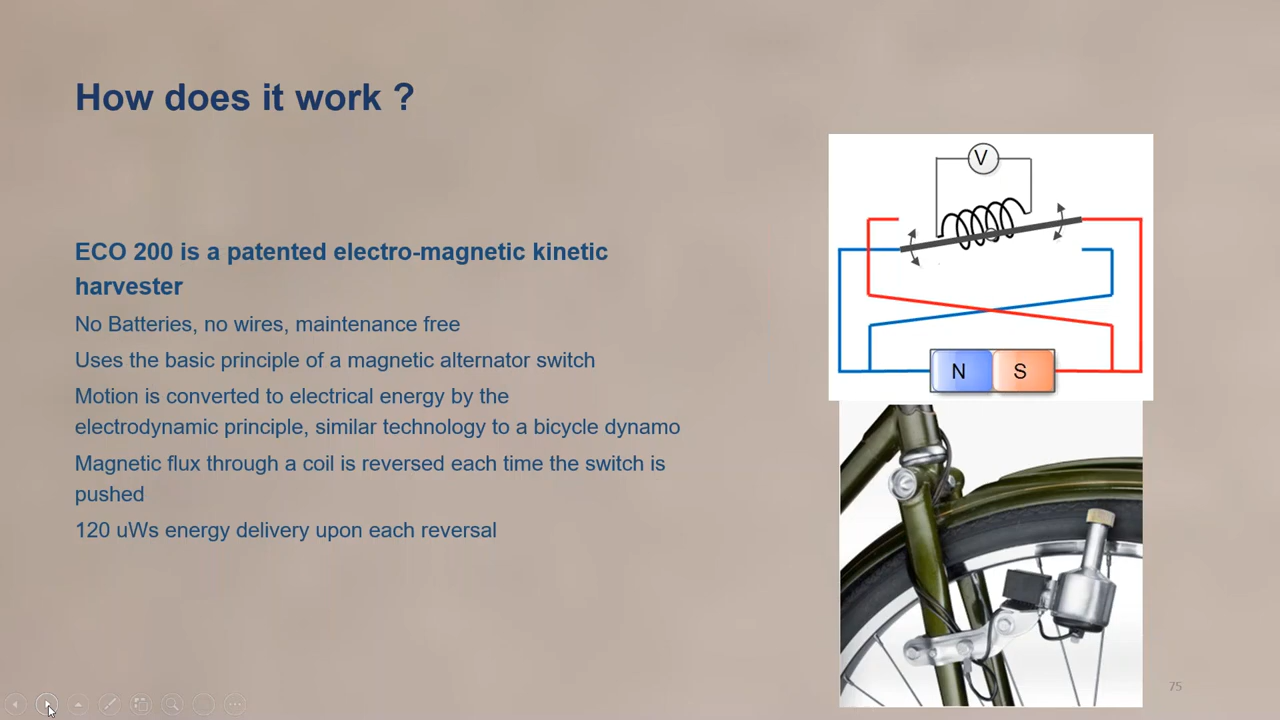 How does it work ?
ECO 200 is a patented electro-magnetic kinetic
harvester
No Batteries, no wires, maintenance free
Uses the basic principle of a magnetic alternator switch
Motion is converted to electrical energy by the
electrodynamic principle, similar technology to a bicycle dynamo
Magnetic flux through a coil is reversed each time the switch is
pushed
120 uWs energy delivery upon each reversal
V
N S
75